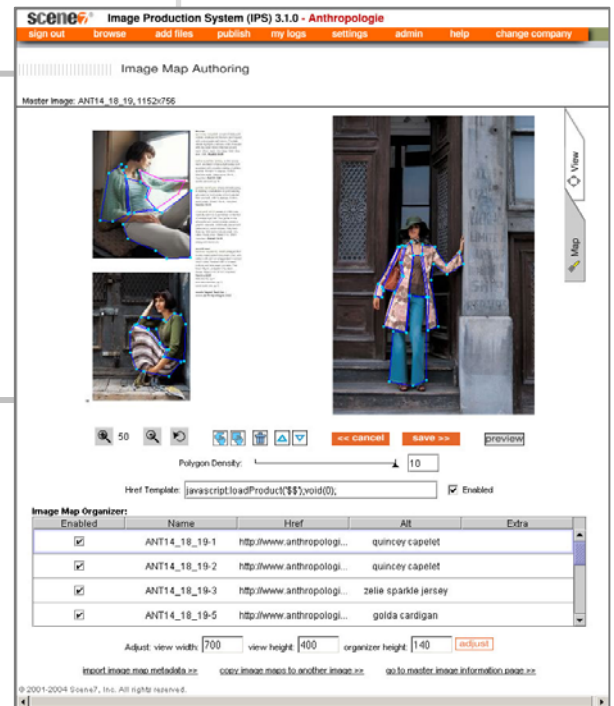 scene7® Image Production System (IPS) 3.1.0 - Anthropologie
sign out browse add files publish my logs settings admin help change company
Image Map Authoring
Master Image: ANT14_18_19, 1152x756
View
Map
50
<< cancel save >> preview
Polygon Density: 10
Href Template: javascript:loadProduct('$$');void(0); Enabled
Image Map Organizer:
Enabled Name Href Alt Extra
ANT14_18_19-1 http://www.anthropologi... quincey capelet
ANT14_18_19-2 http://www.anthropologi... quincey capelet
ANT14_18_19-3 http://www.anthropologi... zelie sparkle jersey
ANT14_18_19-5 http://www.anthropologi... golda cardigan
Adjust: view width: 700 view height: 400 organizer height: 140 adjust
import image map metadata >> copy image maps to another image >> go to master image information page >>
© 2001-2004 Scene7, Inc. All rights reserved.